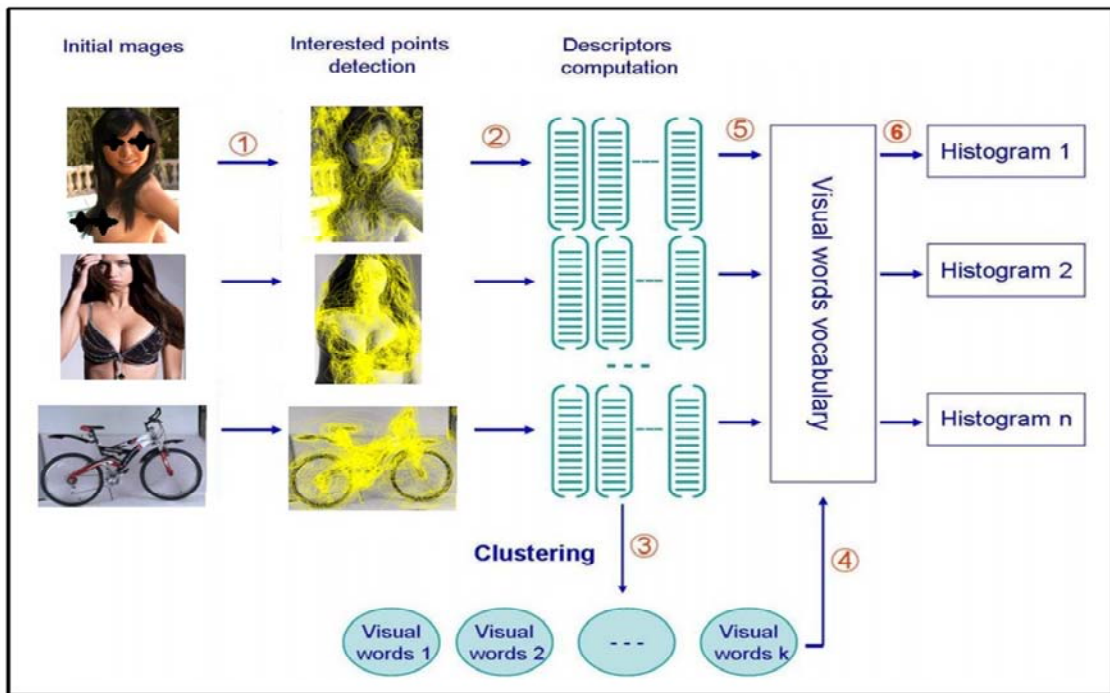 Initial mages
Interested points
detection
Descriptors
computation
①
②
⑤
⑥
Histogram 1
Histogram 2
Histogram n
Visual words vocabulary
Clustering
③
④
Visual
words 1
Visual
words 2
Visual
words k